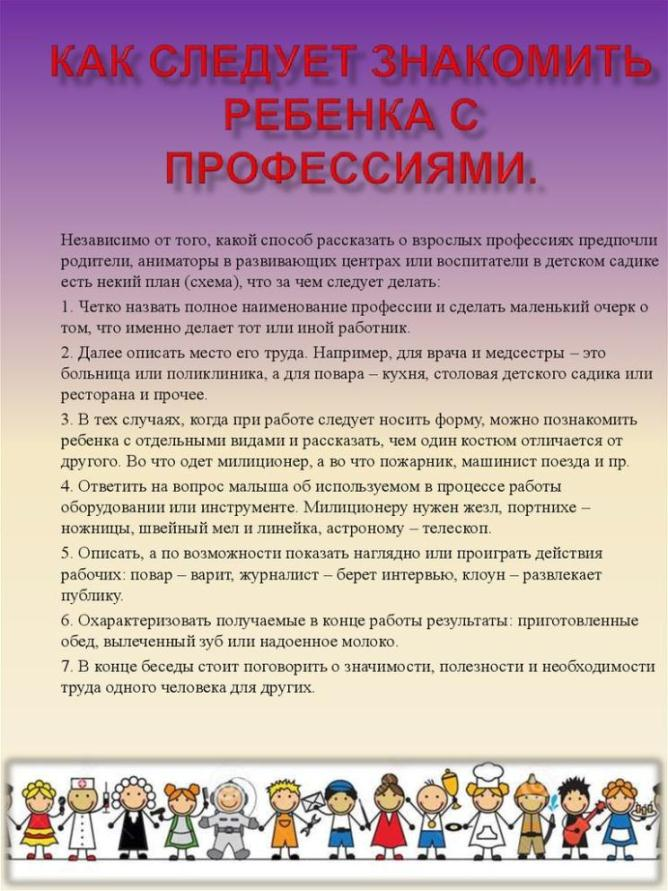 КАК СЛЕДУЕТ ЗНАКОМИТЬ
РЕБЕНКА С
ПРОФЕССИЯМИ.
Независимо от того, какой способ рассказать о взрослых профессиях предпочли
родители, аниматоры в развивающих центрах или воспитатели в детском садике
есть некий план (схема), что за чем следует делать:
1. Четко назвать полное наименование профессии и сделать маленький очерк о
том, что именно делает тот или иной работник.
2. Далее описать место его труда. Например, для врача и медсестры – это
больница или поликлиника, а для повара – кухня, столовая детского садика или
ресторана и прочее.
3. В тех случаях, когда при работе следует носить форму, можно познакомить
ребенка с отдельными видами и рассказать, чем один костюм отличается от
другого. Во что одет милиционер, а во что пожарник, машинист поезда и пр.
4. Ответить на вопрос малыша об используемом в процессе работы
оборудовании или инструменте. Милиционеру нужен жезл, портнихе –
ножницы, швейный мел и линейка, астроному – телескоп.
5. Описать, а по возможности показать наглядно или проиграть действия
рабочих: повар – варит, журналист – берет интервью, клоун – развлекает
публику.
6. Охарактеризовать получаемые в конце работы результаты: приготовленные
обед, вылеченный зуб или надоенное молоко.
7. В конце беседы стоит поговорить о значимости, полезности и необходимости
труда одного человека для других.